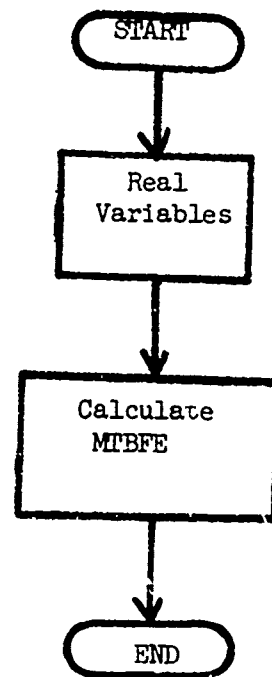 START
Real
Variables
Calculate
MTBFE
END